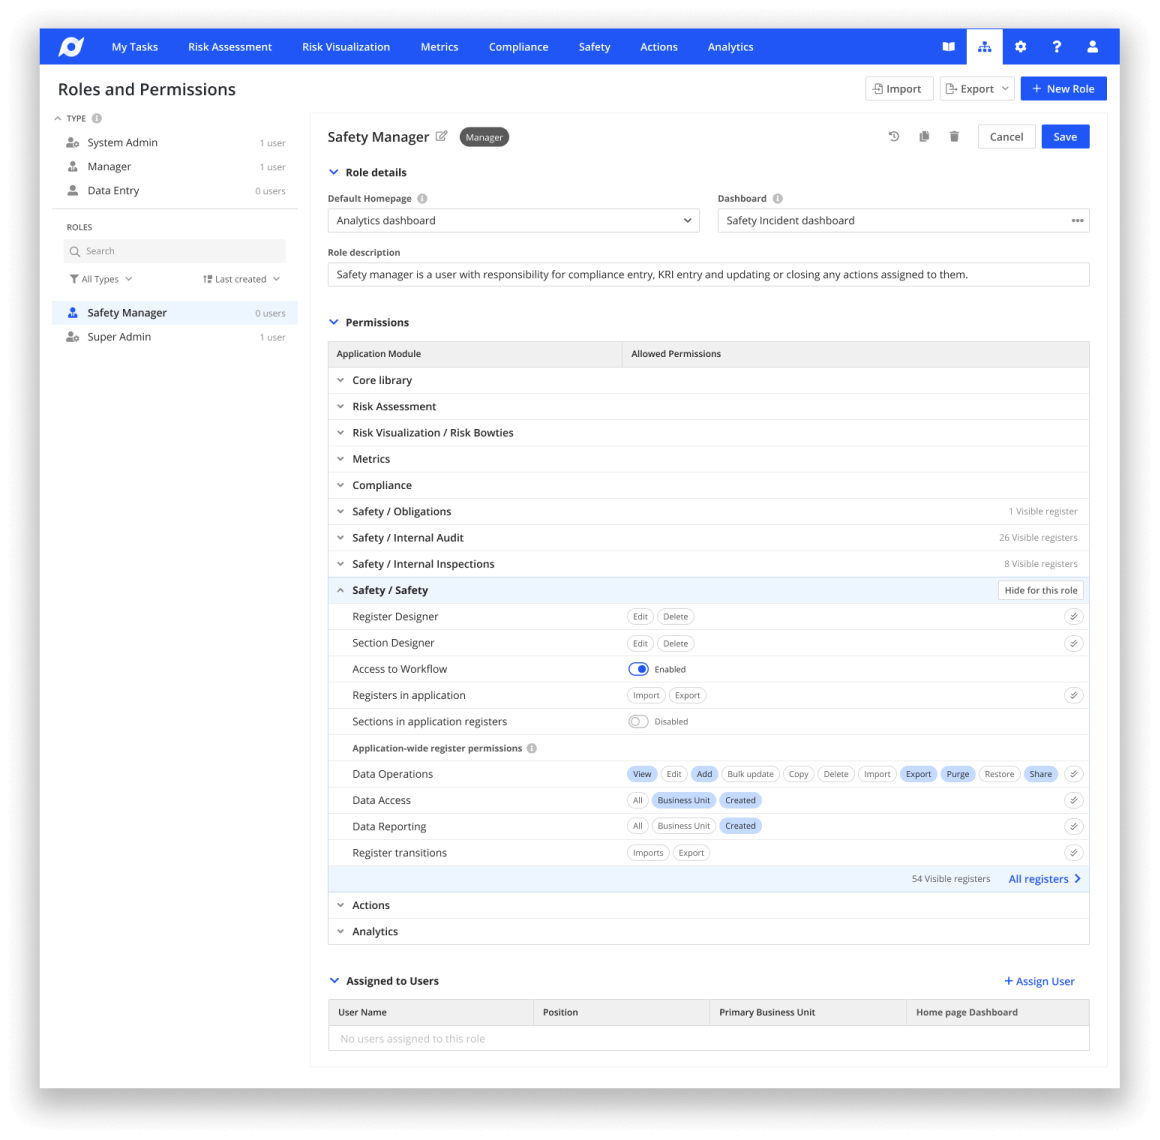 My Tasks Risk Assessment Risk Visualization Metrics Compliance Safety Actions Analytics
Roles and Permissions
Import Export + New Role
TYPE
System Admin 1 user
Manager 1 user
Data Entry 0 users
ROLES
Search
All Types Last created
Safety Manager 0 users
Super Admin 1 user
Safety Manager Manager Cancel Save
Role details
Default Homepage Dashboard
Analytics dashboard Safety Incident dashboard
Role description
Safety manager is a user with responsibility for compliance entry, KRI entry and updating or closing any actions assigned to them.
Permissions
Application Module Allowed Permissions
Core library
Risk Assessment
Risk Visualization / Risk Bowties
Metrics
Compliance
Safety / Obligations 1 Visible register
Safety / Internal Audit 26 Visible registers
Safety / Internal Inspections 8 Visible registers
Safety / Safety Hide for this role
Register Designer Edit Delete
Section Designer Edit Delete
Access to Workflow Enabled
Registers in application Import Export
Sections in application registers Disabled
Application-wide register permissions
Data Operations View Edit Add Bulk update Copy Delete Import Export Purge Restore Share
Data Access All Business Unit Created
Data Reporting All Business Unit Created
Register transitions Imports Export
54 Visible registers All registers
Actions
Analytics
Assigned to Users + Assign User
User Name Position Primary Business Unit Home page Dashboard
No users assigned to this role